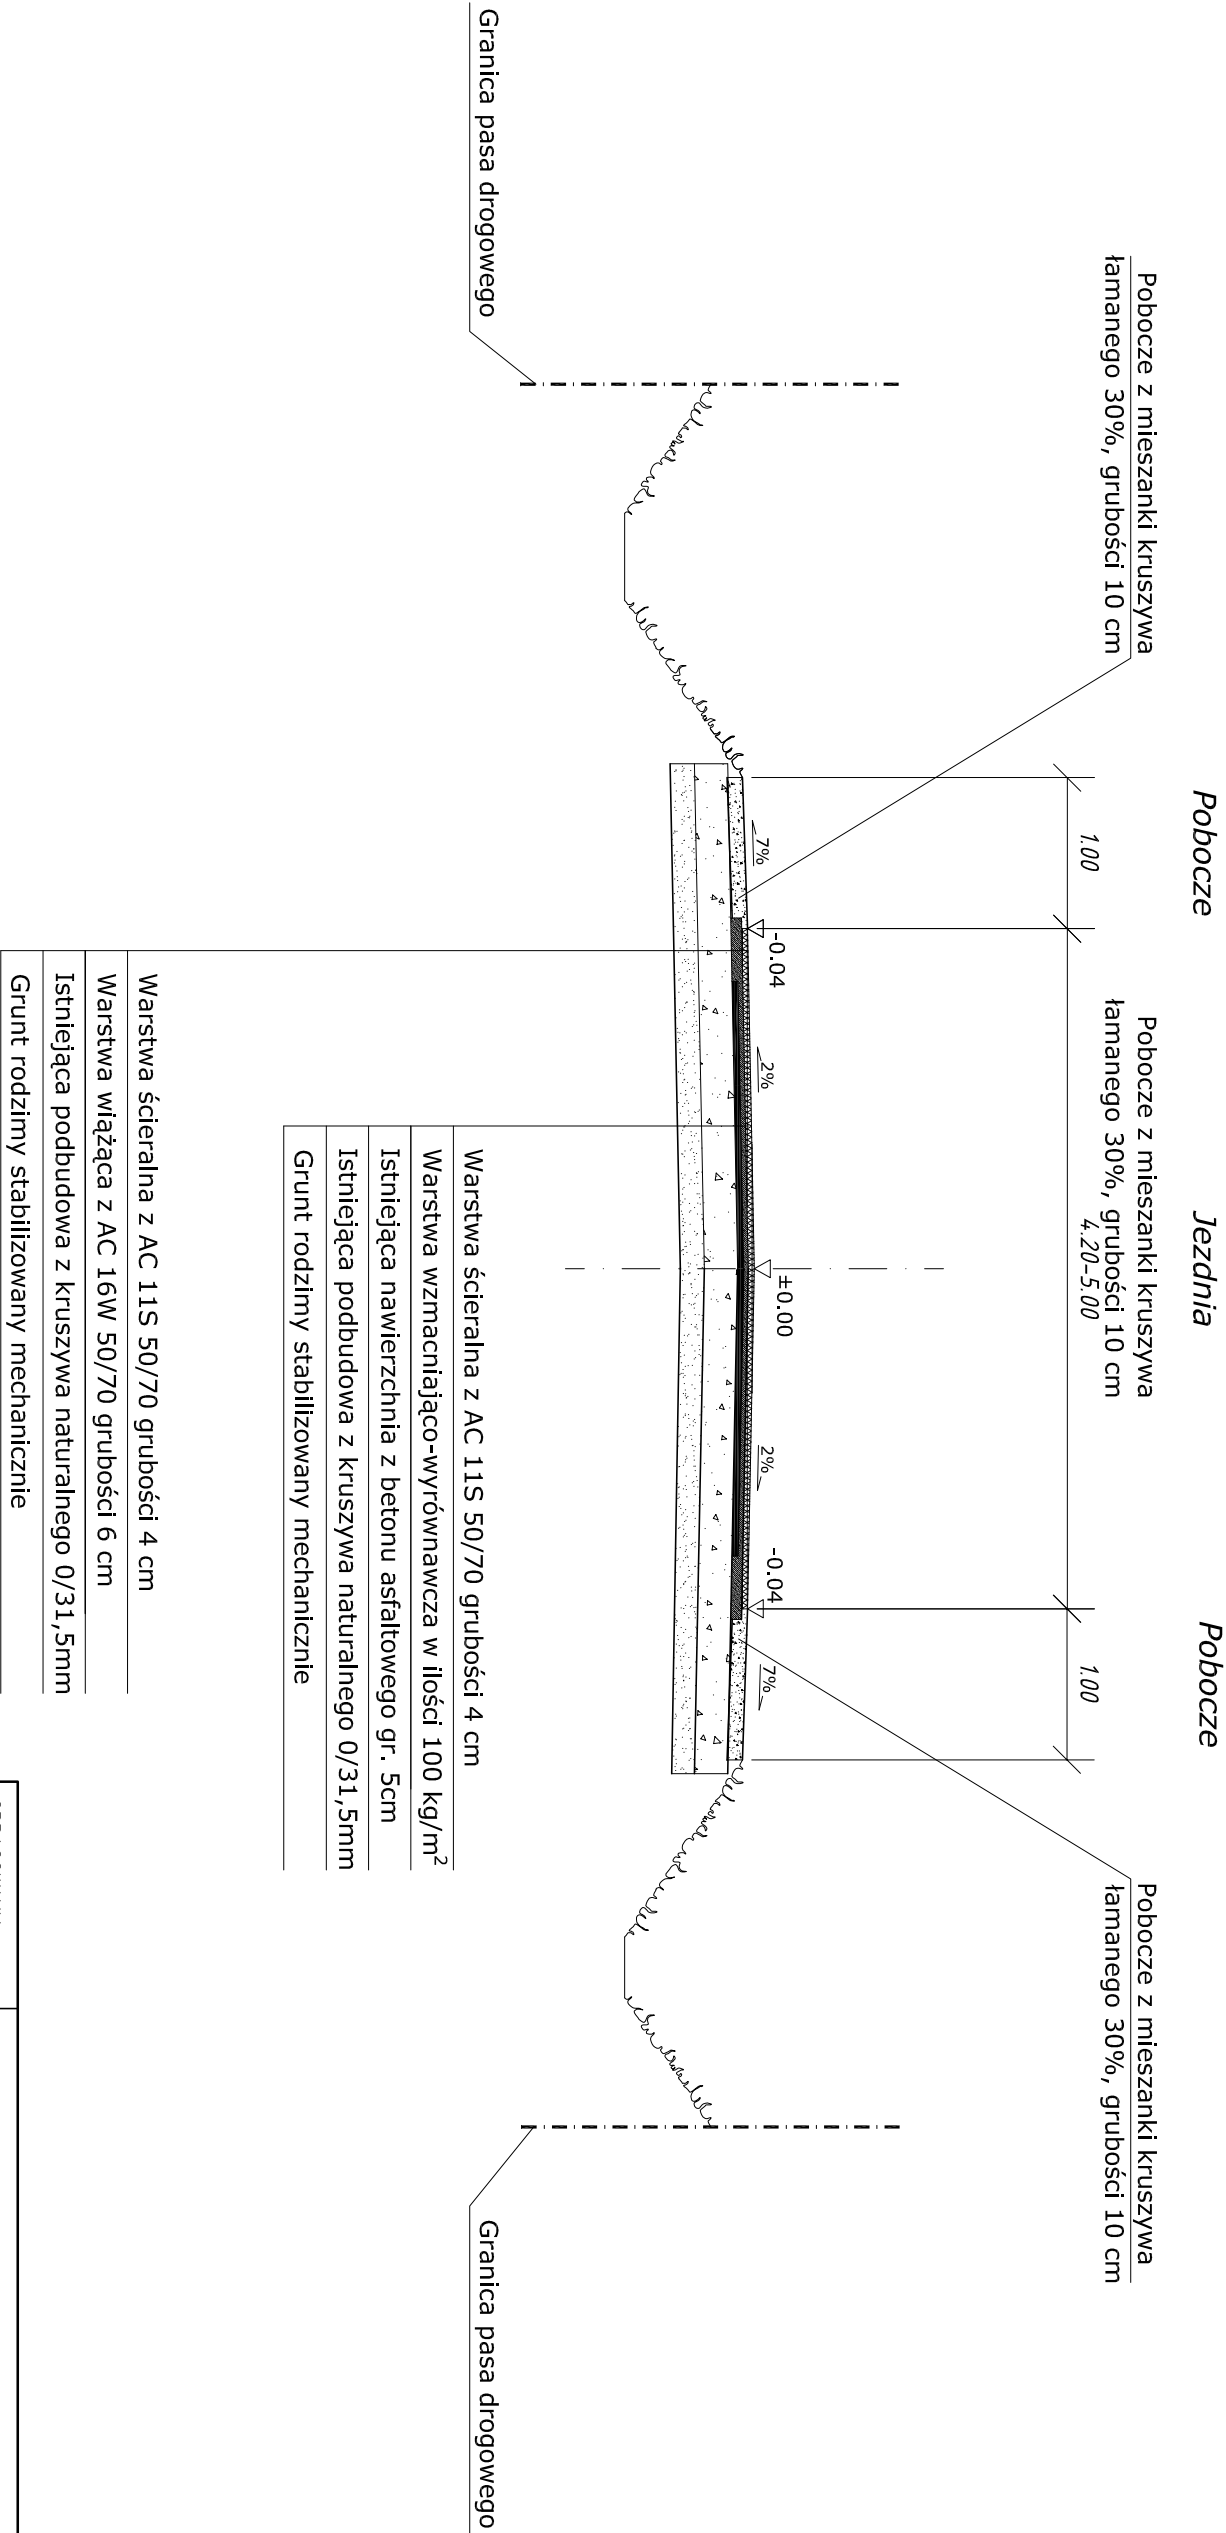 Pobocze
Jezdnia
Pobocze
Pobocze z mieszanki kruszywa
łamanego 30%, grubości 10 cm
Pobocze z mieszanki kruszywa
łamanego 30%, grubości 10 cm
Pobocze z mieszanki kruszywa
łamanego 30%, grubości 10 cm
1.00
4.20-5.00
1.00
7%
-0.04
2%
±0.00
2%
-0.04
7%
Granica pasa drogowego
Granica pasa drogowego
Warstwa ścieralna z AC 11S 50/70 grubości 4 cm
Warstwa wzmacniająco-wyrównawcza w ilości 100 kg/m²
Istniejąca nawierzchnia z betonu asfaltowego gr. 5cm
Istniejąca podbudowa z kruszywa naturalnego 0/31,5mm
Grunt rodzimy stabilizowany mechanicznie
Warstwa ścieralna z AC 11S 50/70 grubości 4 cm
Warstwa wiążąca z AC 16W 50/70 grubości 6 cm
Istniejąca podbudowa z kruszywa naturalnego 0/31,5mm
Grunt rodzimy stabilizowany mechanicznie